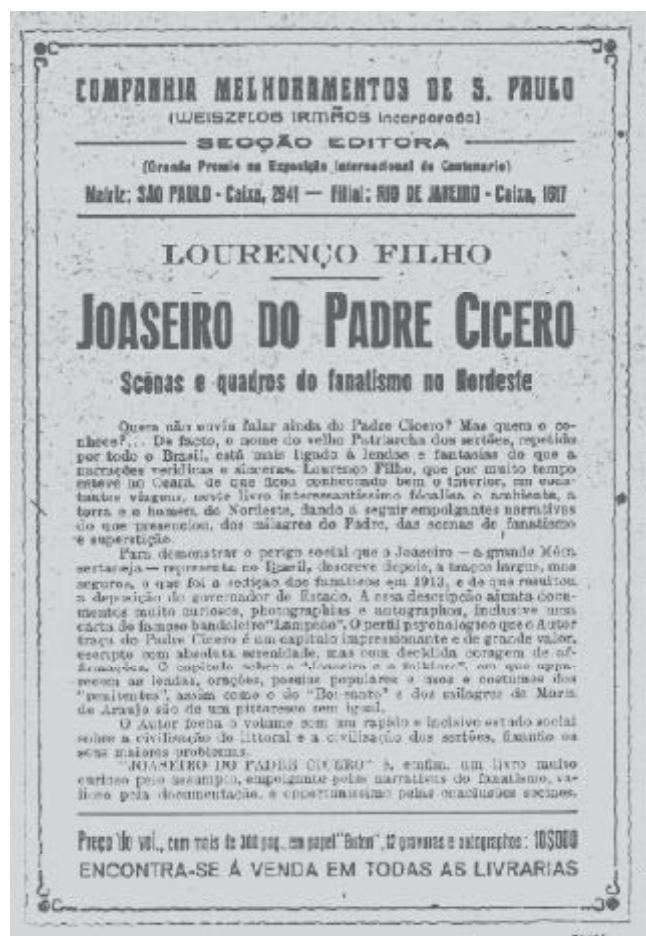 COMPANHIA MELHORAMENTOS DE S. PAULO
(WEISZFLOG IRMÃOS incorporada)
SECÇÃO EDITORA
(Grande Premio na Exposição Internacional do Centenario)
Matriz: SÃO PAULO - Caixa, 2941 — Filial: RIO DE JANEIRO - Caixa, 1617
LOURENÇO FILHO
JOASEIRO DO PADRE CICERO
Scênas e quadros do fanatismo no Nordeste
Quem não ouviu falar ainda do Padre Cicero? Mas quem o co-
nhece?... De facto, o nome do velho Patriarcha dos sertões, repetido
por todo o Brasil, está mais ligado á lendas e fantasias do que a
narrações veridicas e sinceras. Lourenço Filho, que por muito tempo
esteve no Ceará, de que ficou conhecendo bem o interior, em cons-
tantes viagens, neste livro interessantissimo focaliza o ambiente, a
terra e o homem do Nordeste, dando a seguir empolgantes narrativas
do que presenciou, dos milagres do Padre, das scenas de fanatismo
e superstição.
Para demonstrar o perigo social que o Joaseiro — a grande Méca
sertaneja — representa no Brasil, descreve depois, a traços largos, mas
seguros, o que foi a sedição dos fanaticos em 1913, e de que resultou
a deposição do governador do Estado. A essa descripção ajunta docu-
mentos muito curiosos, photographias e autographos, inclusive uma
carta do famoso bandoleiro "Lampeão". O perfil psychologico que o Autor
traça do Padre Cicero é um capitulo impressionante e de grande valor,
escripto com absoluta serenidade, mas com decidida coragem de af-
firmações. O capitulo sobre o "Joaseiro e o folklore", em que appa-
recem as lendas, orações, poesias populares e usos e costumes dos
"penitentes", assim como o do "Boi santo" e dos milagres de Maria
de Araujo são de um pittoresco sem igual.
O Autor fecha o volume com um rapido e incisivo estudo social
sobre a civilisação do littoral e a civilisação dos sertões, fixando os
seus maiores problemas.
"JOASEIRO DO PADRE CICERO" é, emfim, um livro muito
curioso pelo assumpto, empolgante pelas narrativas do fanatismo, va-
lioso pela documentação, e opportunissimo pelas conclusões sociaes.
Preço do vol., com mais de 300 pag., em papel 12 gravuras e autographos: 10$000
ENCONTRA-SE Á VENDA EM TODAS AS LIVRARIAS